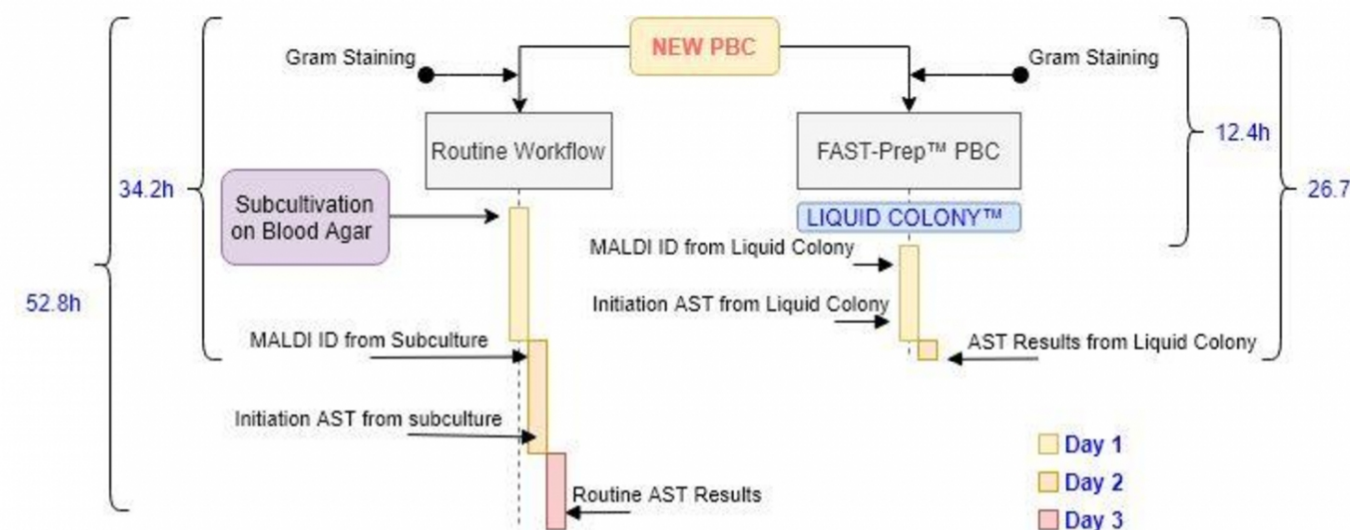 NEW PBC
Gram Staining
Gram Staining
12.4h
Routine Workflow
FAST-Prep™ PBC
34.2h
26.7
Subcultivation
on Blood Agar
LIQUID COLONY™
MALDI ID from Liquid Colony
52.8h
Initiation AST from Liquid Colony
MALDI ID from Subculture
AST Results from Liquid Colony
Initiation AST from subculture
Day 1
Day 2
Routine AST Results
Day 3